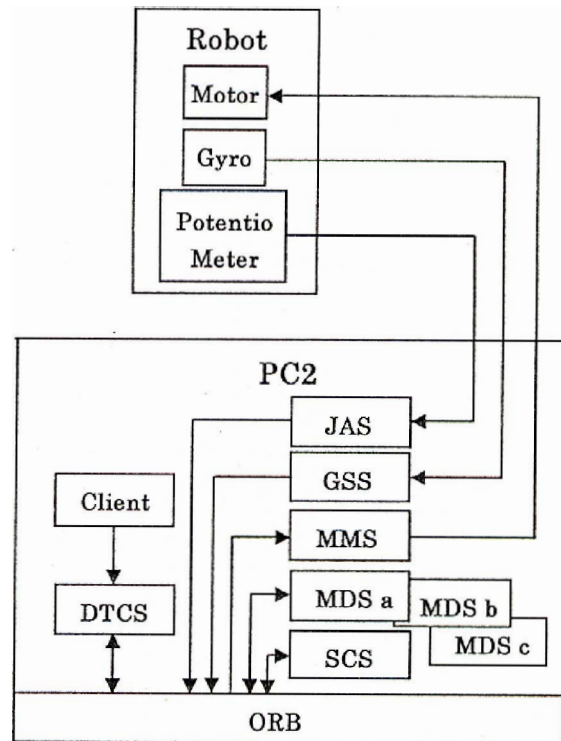 Robot
Motor
Gyro
Potentio
Meter
PC2
JAS
GSS
Client
MMS
DTCS
MDS a
MDS b
MDS c
SCS
ORB